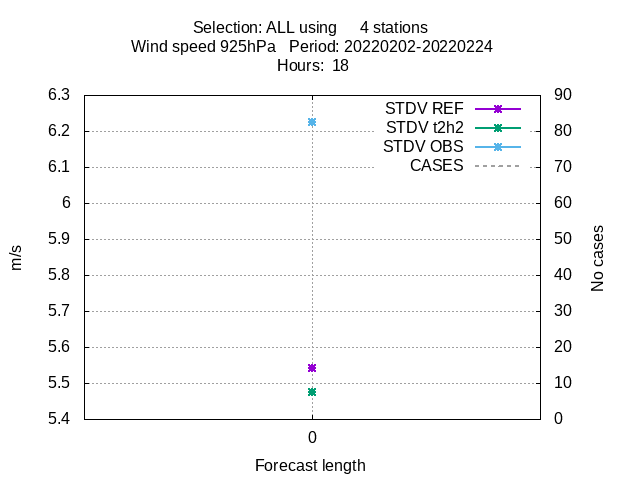 Selection: ALL using      4 stations
Wind speed 925hPa   Period: 20220202-20220224
Hours:  18
6.3
6.2
6.1
6
5.9
5.8
5.7
5.6
5.5
5.4
90
80
70
60
50
40
30
20
10
0
STDV REF
STDV t2h2
STDV OBS
CASES
m/s
No cases
0
Forecast length